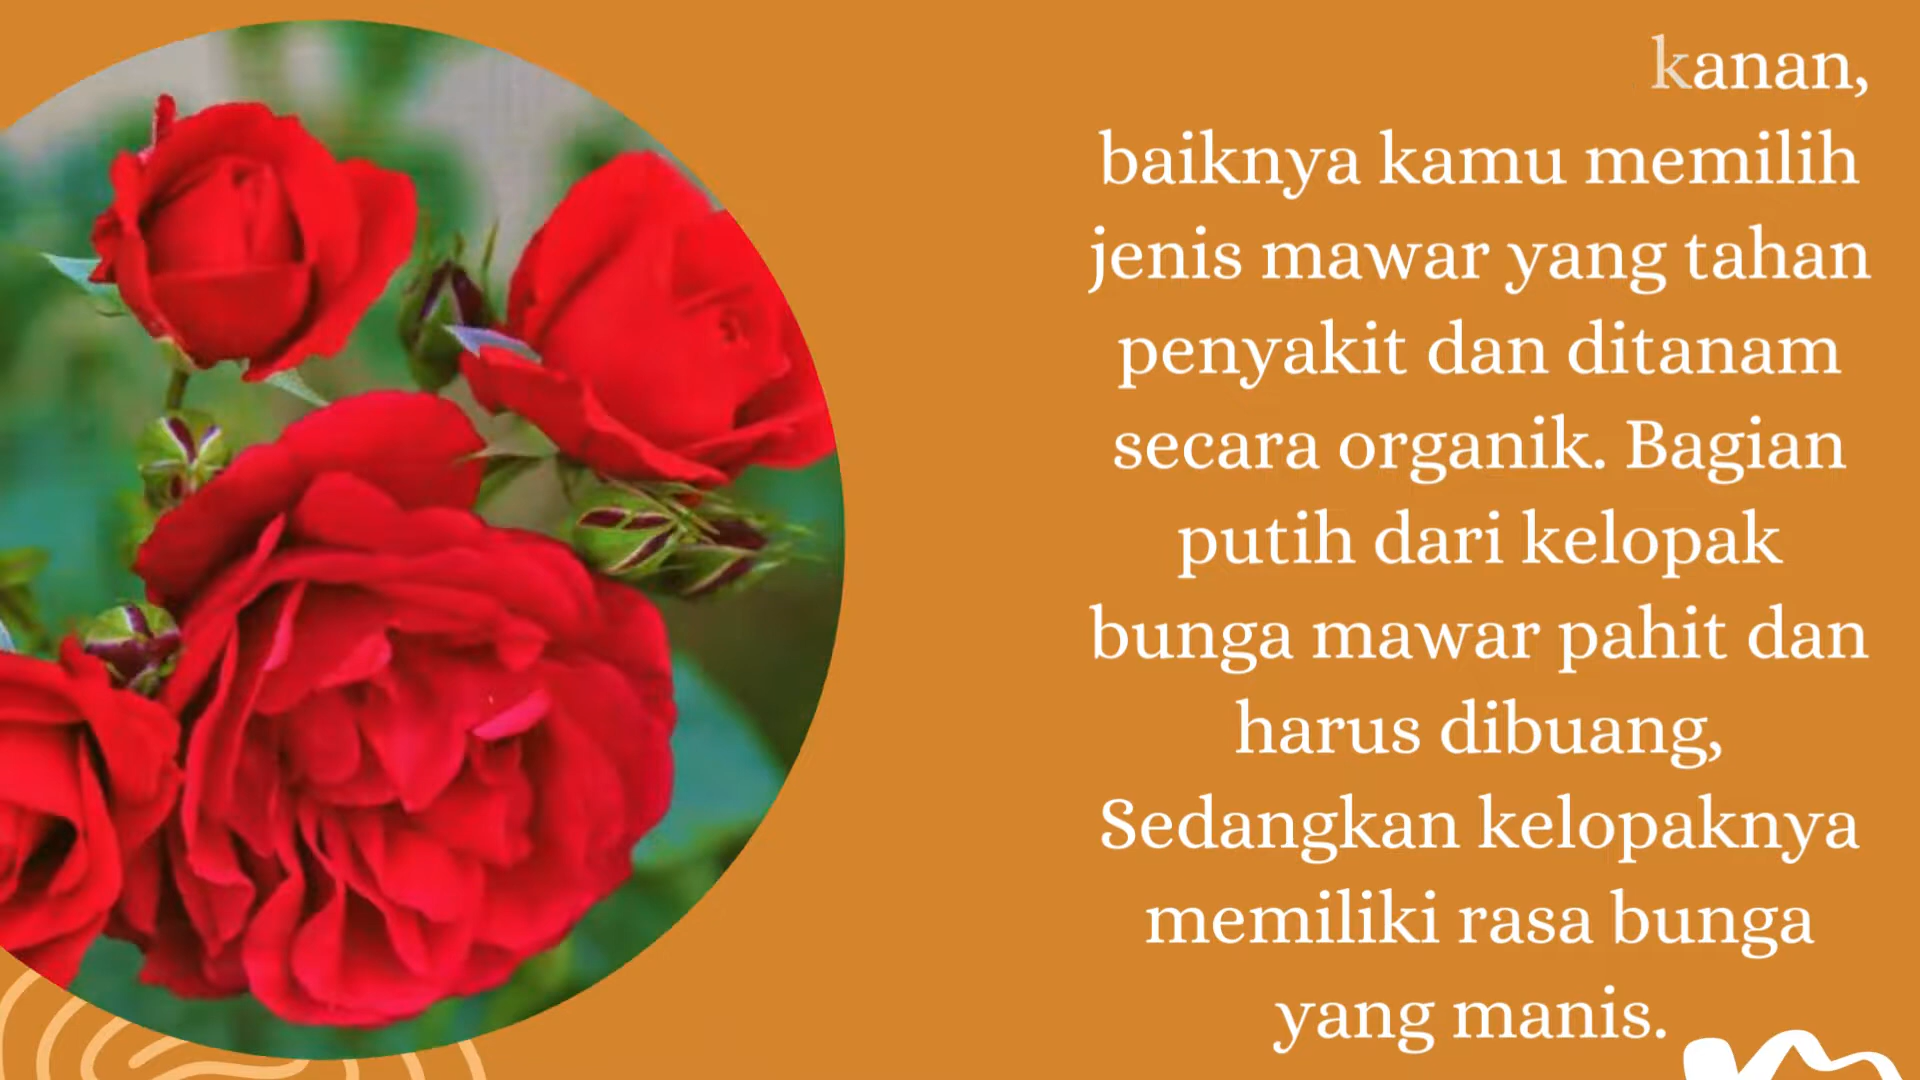 kanan,
baiknya kamu memilih
jenis mawar yang tahan
penyakit dan ditanam
secara organik. Bagian
putih dari kelopak
bunga mawar pahit dan
harus dibuang,
Sedangkan kelopaknya
memiliki rasa bunga
yang manis.